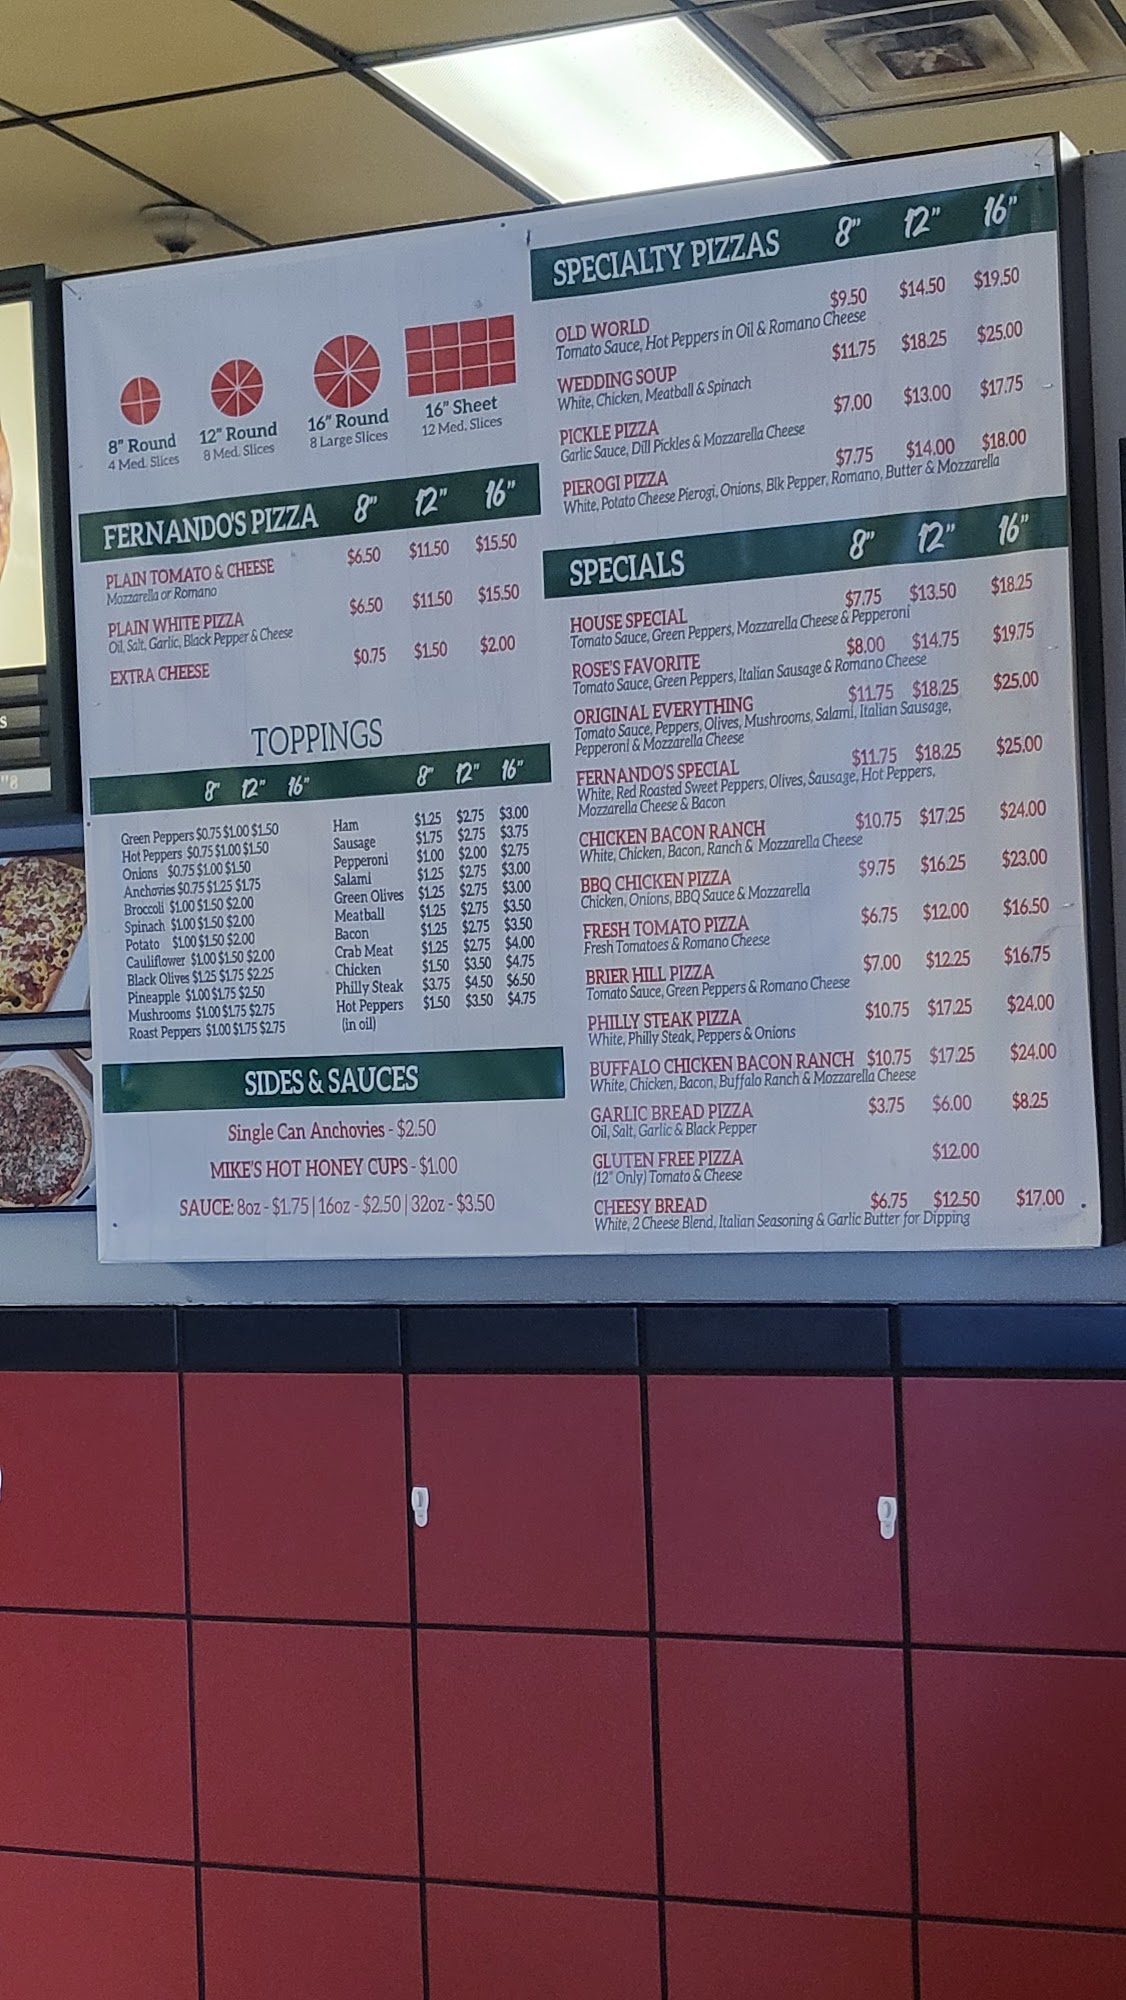 8" Round
4 Med. Slices
12" Round
8 Med. Slices
16" Round
8 Large Slices
16" Sheet
12 Med. Slices
FERNANDO'S PIZZA 8" 12" 16"
PLAIN TOMATO & CHEESE $6.50 $11.50 $15.50
Mozzarella or Romano
PLAIN WHITE PIZZA $6.50 $11.50 $15.50
Oil, Salt, Garlic, Black Pepper & Cheese
EXTRA CHEESE $0.75 $1.50 $2.00
TOPPINGS
8" 12" 16"
Green Peppers $0.75 $1.00 $1.50
Hot Peppers $0.75 $1.00 $1.50
Onions $0.75 $1.00 $1.50
Anchovies $0.75 $1.25 $1.75
Broccoli $1.00 $1.50 $2.00
Spinach $1.00 $1.50 $2.00
Potato $1.00 $1.50 $2.00
Cauliflower $1.00 $1.50 $2.00
Black Olives $1.25 $1.75 $2.25
Pineapple $1.00 $1.75 $2.50
Mushrooms $1.00 $1.75 $2.75
Roast Peppers $1.00 $1.75 $2.75
8" 12" 16"
Ham $1.25 $2.75 $3.00
Sausage $1.75 $2.75 $3.75
Pepperoni $1.00 $2.00 $2.75
Salami $1.25 $2.75 $3.00
Green Olives $1.25 $2.75 $3.00
Meatball $1.25 $2.75 $3.50
Bacon $1.25 $2.75 $3.50
Crab Meat $1.25 $2.75 $4.00
Chicken $1.50 $3.50 $4.75
Philly Steak $3.75 $4.50 $6.50
Hot Peppers $1.50 $3.50 $4.75
(in oil)
SIDES & SAUCES
Single Can Anchovies - $2.50
MIKE'S HOT HONEY CUPS - $1.00
SAUCE: 8oz - $1.75 | 16oz - $2.50 | 32oz - $3.50
SPECIALTY PIZZAS 8" 12" 16"
OLD WORLD $9.50 $14.50 $19.50
Tomato Sauce, Hot Peppers in Oil & Romano Cheese
WEDDING SOUP $11.75 $18.25 $25.00
White, Chicken, Meatball & Spinach
PICKLE PIZZA $7.00 $13.00 $17.75
Garlic Sauce, Dill Pickles & Mozzarella Cheese
PIEROGI PIZZA $7.75 $14.00 $18.00
White, Potato Cheese Pierogi, Onions, Blk Pepper, Romano, Butter & Mozzarella
SPECIALS 8" 12" 16"
HOUSE SPECIAL $7.75 $13.50 $18.25
Tomato Sauce, Green Peppers, Mozzarella Cheese & Pepperoni
ROSE'S FAVORITE $8.00 $14.75 $19.75
Tomato Sauce, Green Peppers, Italian Sausage & Romano Cheese
ORIGINAL EVERYTHING $11.75 $18.25 $25.00
Tomato Sauce, Peppers, Olives, Mushrooms, Salami, Italian Sausage,
Pepperoni & Mozzarella Cheese
FERNANDO'S SPECIAL $11.75 $18.25 $25.00
White, Red Roasted Sweet Peppers, Olives, Sausage, Hot Peppers,
Mozzarella Cheese & Bacon
CHICKEN BACON RANCH $10.75 $17.25 $24.00
White, Chicken, Bacon, Ranch & Mozzarella Cheese
BBQ CHICKEN PIZZA $9.75 $16.25 $23.00
Chicken, Onions, BBQ Sauce & Mozzarella
FRESH TOMATO PIZZA $6.75 $12.00 $16.50
Fresh Tomatoes & Romano Cheese
BRIER HILL PIZZA $7.00 $12.25 $16.75
Tomato Sauce, Green Peppers & Romano Cheese
PHILLY STEAK PIZZA $10.75 $17.25 $24.00
White, Philly Steak, Peppers & Onions
BUFFALO CHICKEN BACON RANCH $10.75 $17.25 $24.00
White, Chicken, Bacon, Buffalo Ranch & Mozzarella Cheese
GARLIC BREAD PIZZA $3.75 $6.00 $8.25
Oil, Salt, Garlic & Black Pepper
GLUTEN FREE PIZZA $12.00
(12" Only) Tomato & Cheese
CHEESY BREAD $6.75 $12.50 $17.00
White, 2 Cheese Blend, Italian Seasoning & Garlic Butter for Dipping